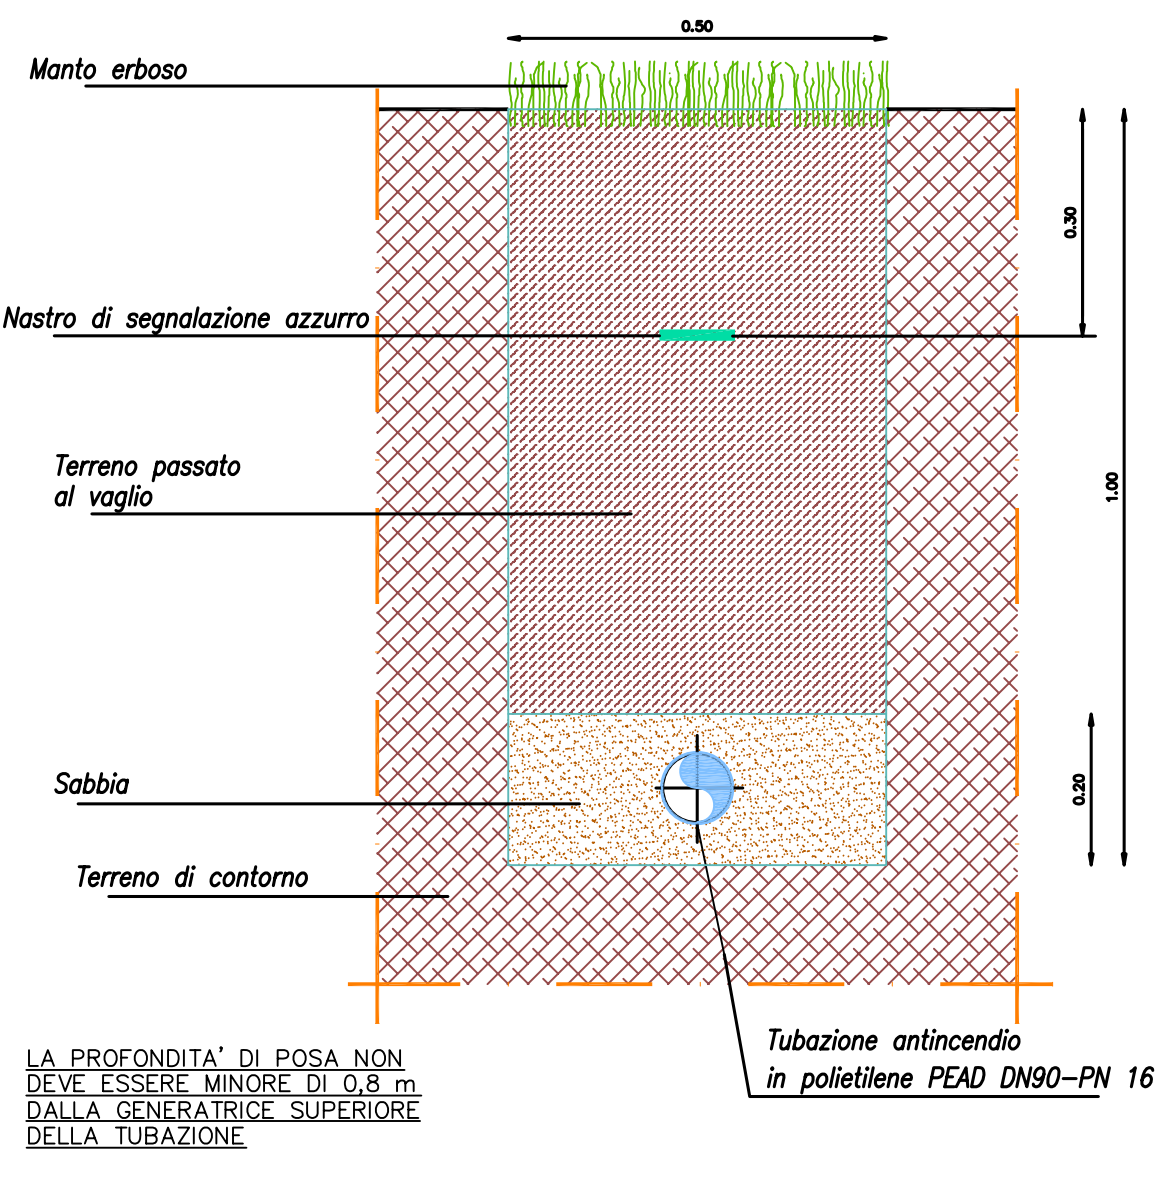 0.50
Manto erboso
0.30
Nastro di segnalazione azzurro
Terreno passato
al vaglio
1.00
Sabbia
0.20
Terreno di contorno
Tubazione antincendio
in polietilene PEAD DN90-PN 16
LA PROFONDITA' DI POSA NON
DEVE ESSERE MINORE DI 0,8 m
DALLA GENERATRICE SUPERIORE
DELLA TUBAZIONE